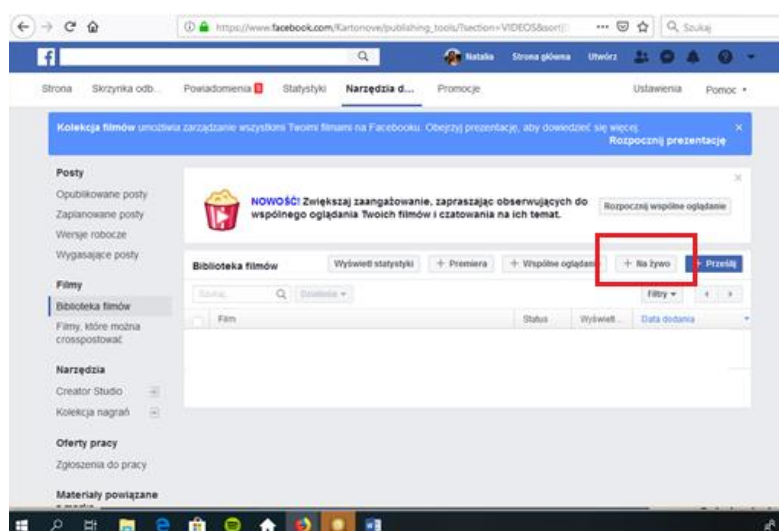 https://www.facebook.com/Kartonove/publishing_tools/?section=VIDEOS&sort[
Szukaj
Natalia Strona główna Utwórz
Strona Skrzynka odb... Powiadomienia Statystyki Narzędzia d... Promocje Ustawienia Pomoc
Kolekcja filmów umożliwia zarządzanie wszystkimi Twoimi filmami na Facebooku. Obejrzyj prezentację, aby dowiedzieć się więcej.
Rozpocznij prezentację
Posty
Opublikowane posty
Zaplanowane posty
Wersje robocze
Wygasające posty
NOWOŚĆ! Zwiększaj zaangażowanie, zapraszając obserwujących do
wspólnego oglądania Twoich filmów i czatowania na ich temat.
Rozpocznij wspólne oglądanie
Biblioteka filmów Wyświetl statystyki + Premiera + Wspólne oglądanie + Na żywo + Prześlij
Filmy
Biblioteka filmów
Filmy, które można
crosspostować
Szukaj Działania Filtry
Film Status Wyświetl... Data dodania
Narzędzia
Creator Studio
Kolekcja nagrań
Oferty pracy
Zgłoszenia do pracy
Materiały powiązane